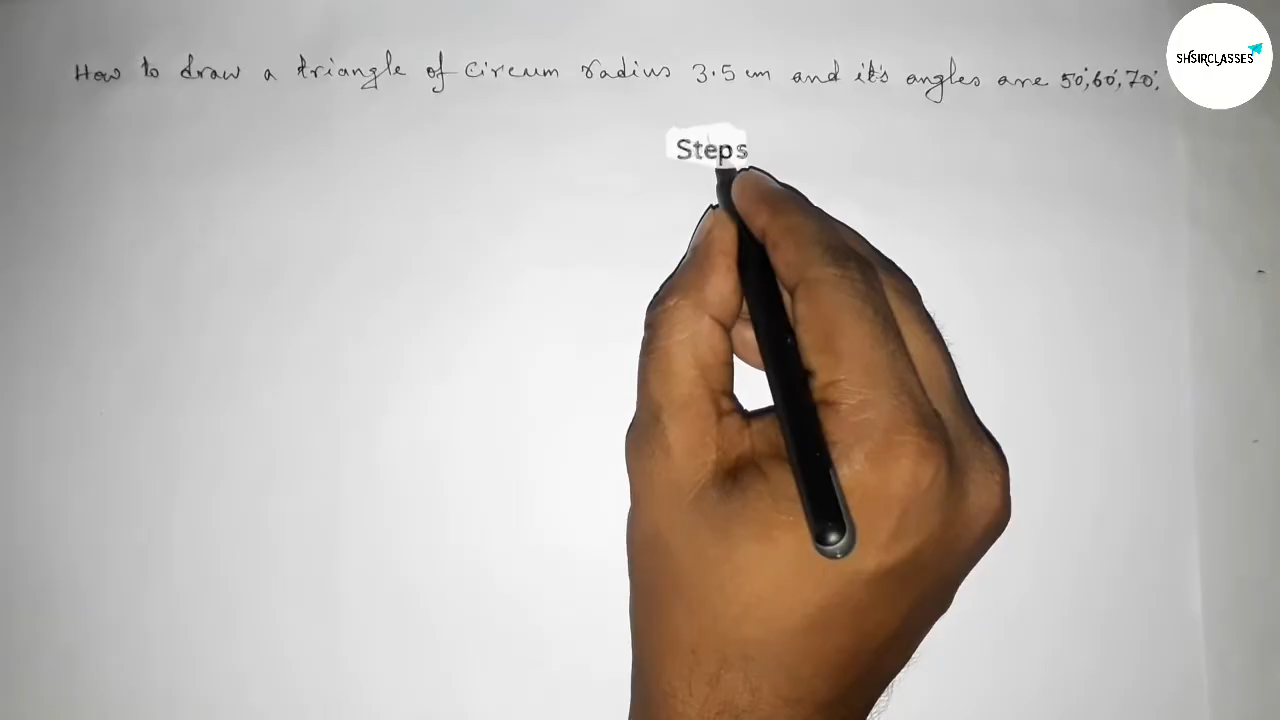 How to draw a triangle of circum radius 3.5 cm and it's angles are 50°, 60°, 70°.
SHSIRCLASSES
Steps